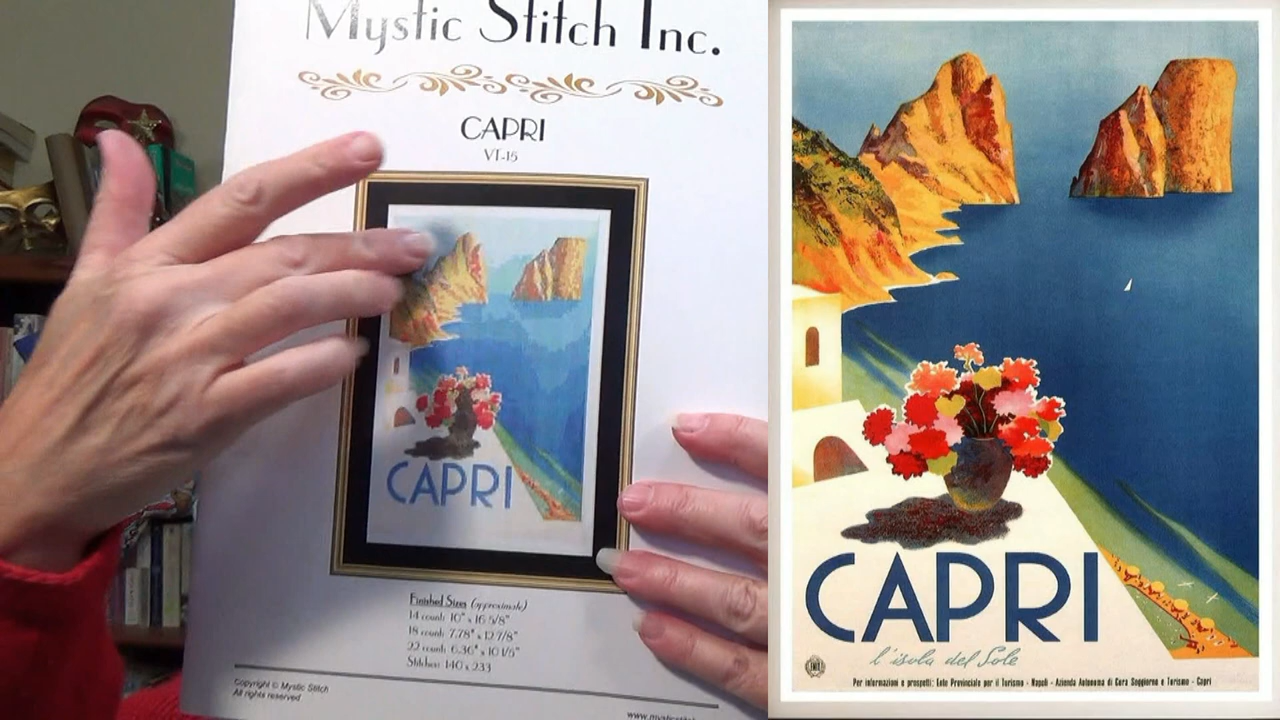 Mystic Stitch Inc.
CAPRI
VT-15
CAPRI
Finished Sizes (approximate)
14 count: 10" x 16 5/8"
18 count: 7.78" x 12 7/8"
22 count: 6.36" x 10 1/5"
Stitches: 140 x 233
Copyright © Mystic Stitch
All rights reserved
CAPRI
l'isola del Sole
Per informazioni e prospetti: Ente Provinciale per il Turismo - Napoli - Azienda Autonoma di Cura Soggiorno e Turismo - Capri